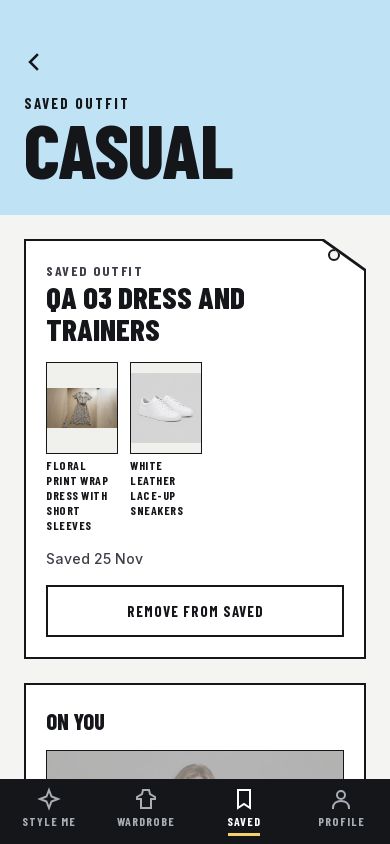 SAVED OUTFIT
CASUAL
SAVED OUTFIT
QA 03 DRESS AND
TRAINERS
FLORAL
PRINT WRAP
DRESS WITH
SHORT
SLEEVES
WHITE
LEATHER
LACE-UP
SNEAKERS
Saved 25 Nov
REMOVE FROM SAVED
ON YOU
STYLE ME
WARDROBE
SAVED
PROFILE